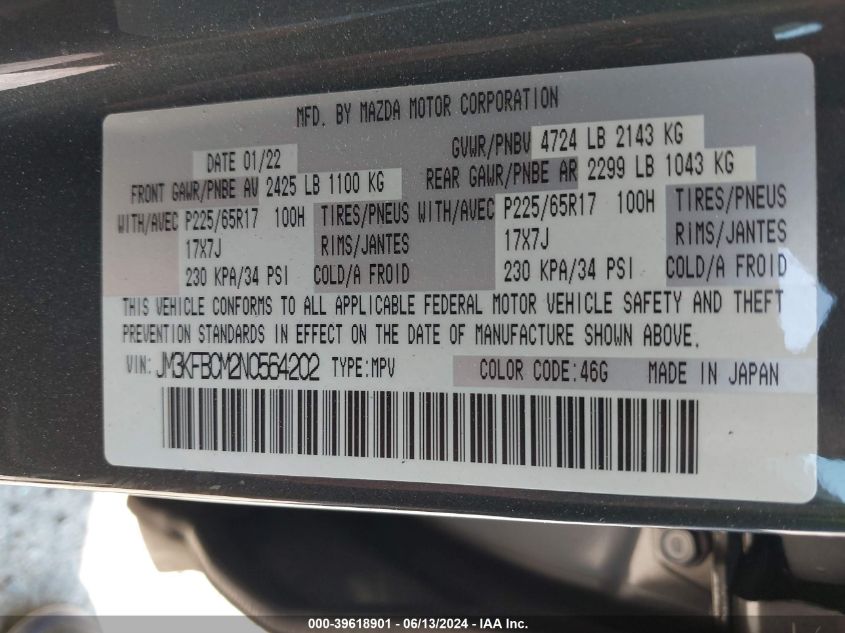 MFD. BY MAZDA MOTOR CORPORATION
DATE 01/22 GVWR/PNBV 4724 LB 2143 KG
FRONT GAWR/PNBE AV 2425 LB 1100 KG REAR GAWR/PNBE AR 2299 LB 1043 KG
WITH/AVEC P225/65R17 100H TIRES/PNEUS WITH/AVEC P225/65R17 100H TIRES/PNEUS
17X7J RIMS/JANTES 17X7J RIMS/JANTES
230 KPA/34 PSI COLD/A FROID 230 KPA/34 PSI COLD/A FROID
THIS VEHICLE CONFORMS TO ALL APPLICABLE FEDERAL MOTOR VEHICLE SAFETY AND THEFT
PREVENTION STANDARDS IN EFFECT ON THE DATE OF MANUFACTURE SHOWN ABOVE.
VIN: JM3KFBCM2N0564202 TYPE:MPV COLOR CODE:46G MADE IN JAPAN
000-39618901 - 06/13/2024 - IAA Inc.